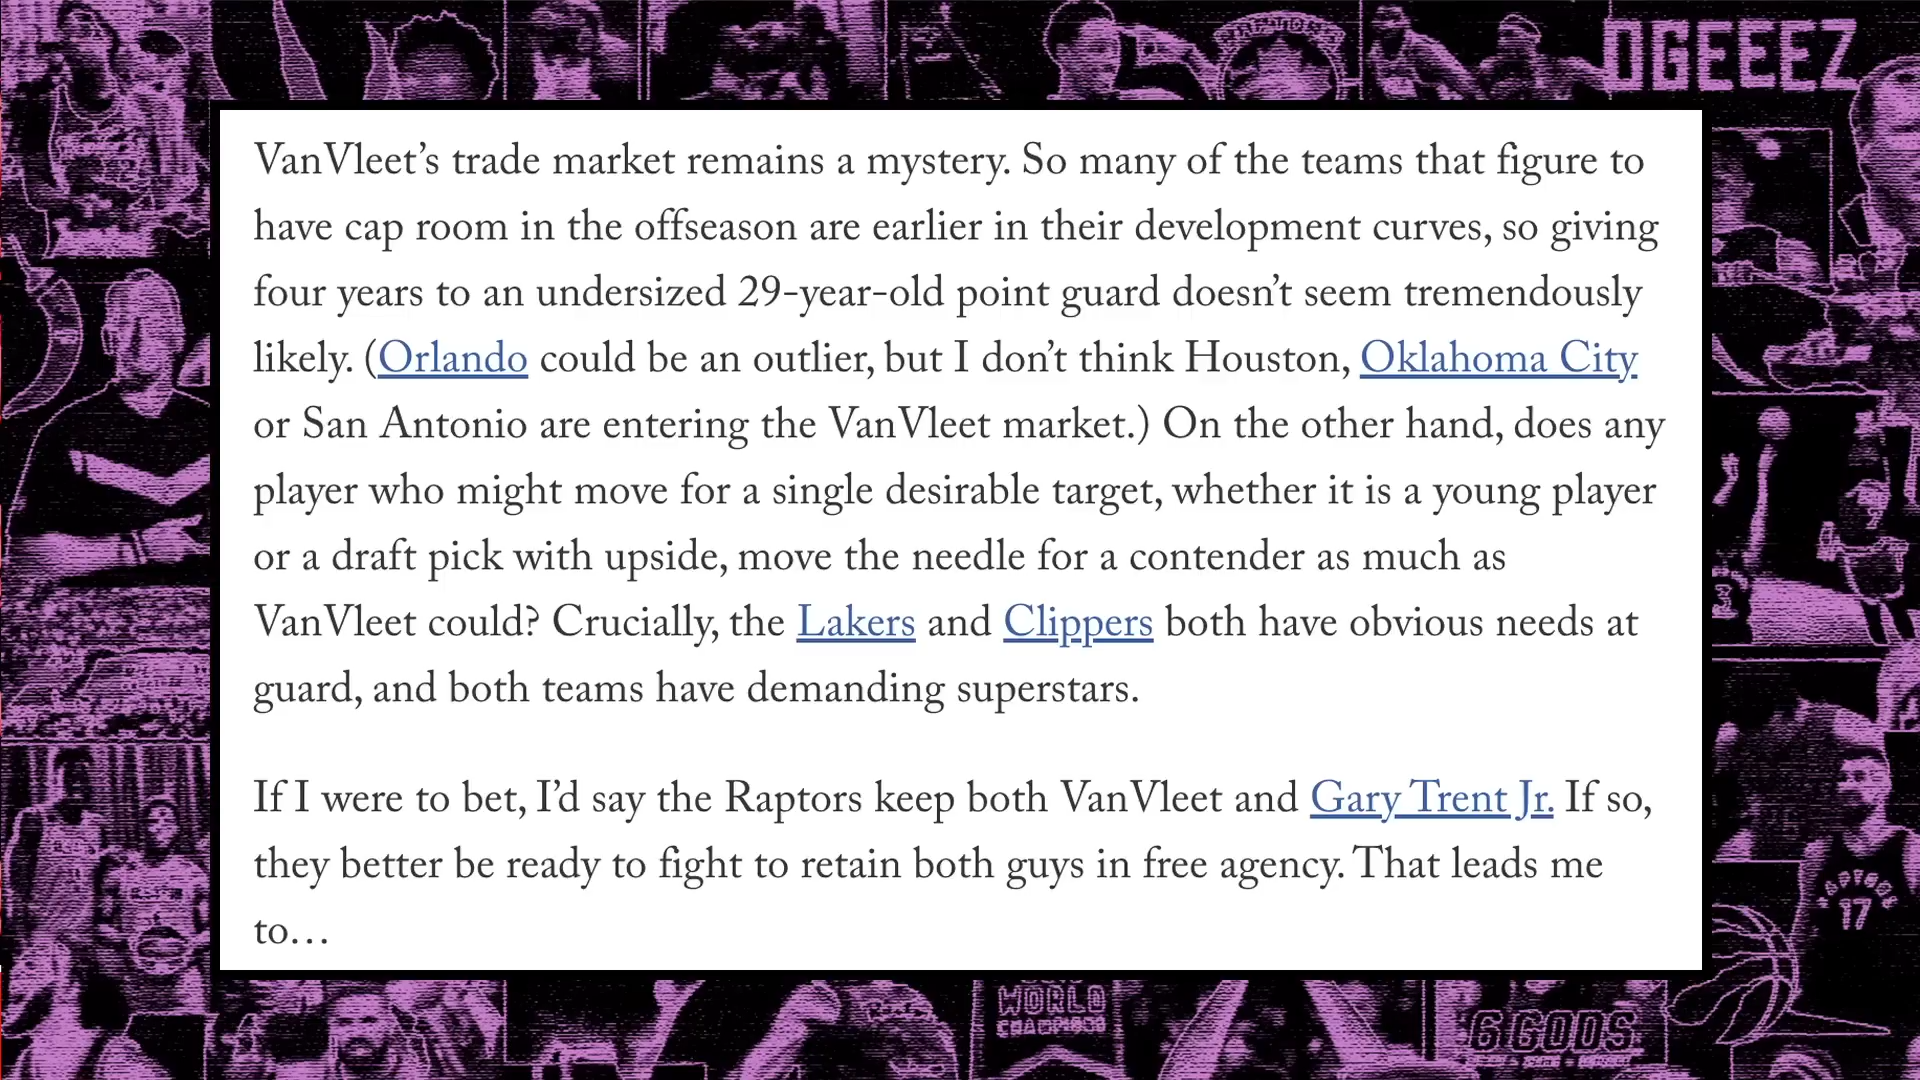 OGEEEZ
VanVleet’s trade market remains a mystery. So many of the teams that figure to
have cap room in the offseason are earlier in their development curves, so giving
four years to an undersized 29-year-old point guard doesn’t seem tremendously
likely. (Orlando could be an outlier, but I don’t think Houston, Oklahoma City
or San Antonio are entering the VanVleet market.) On the other hand, does any
player who might move for a single desirable target, whether it is a young player
or a draft pick with upside, move the needle for a contender as much as
VanVleet could? Crucially, the Lakers and Clippers both have obvious needs at
guard, and both teams have demanding superstars.
If I were to bet, I’d say the Raptors keep both VanVleet and Gary Trent Jr. If so,
they better be ready to fight to retain both guys in free agency. That leads me
to…
17
WORLD
CHAMPIONS
6 GODS